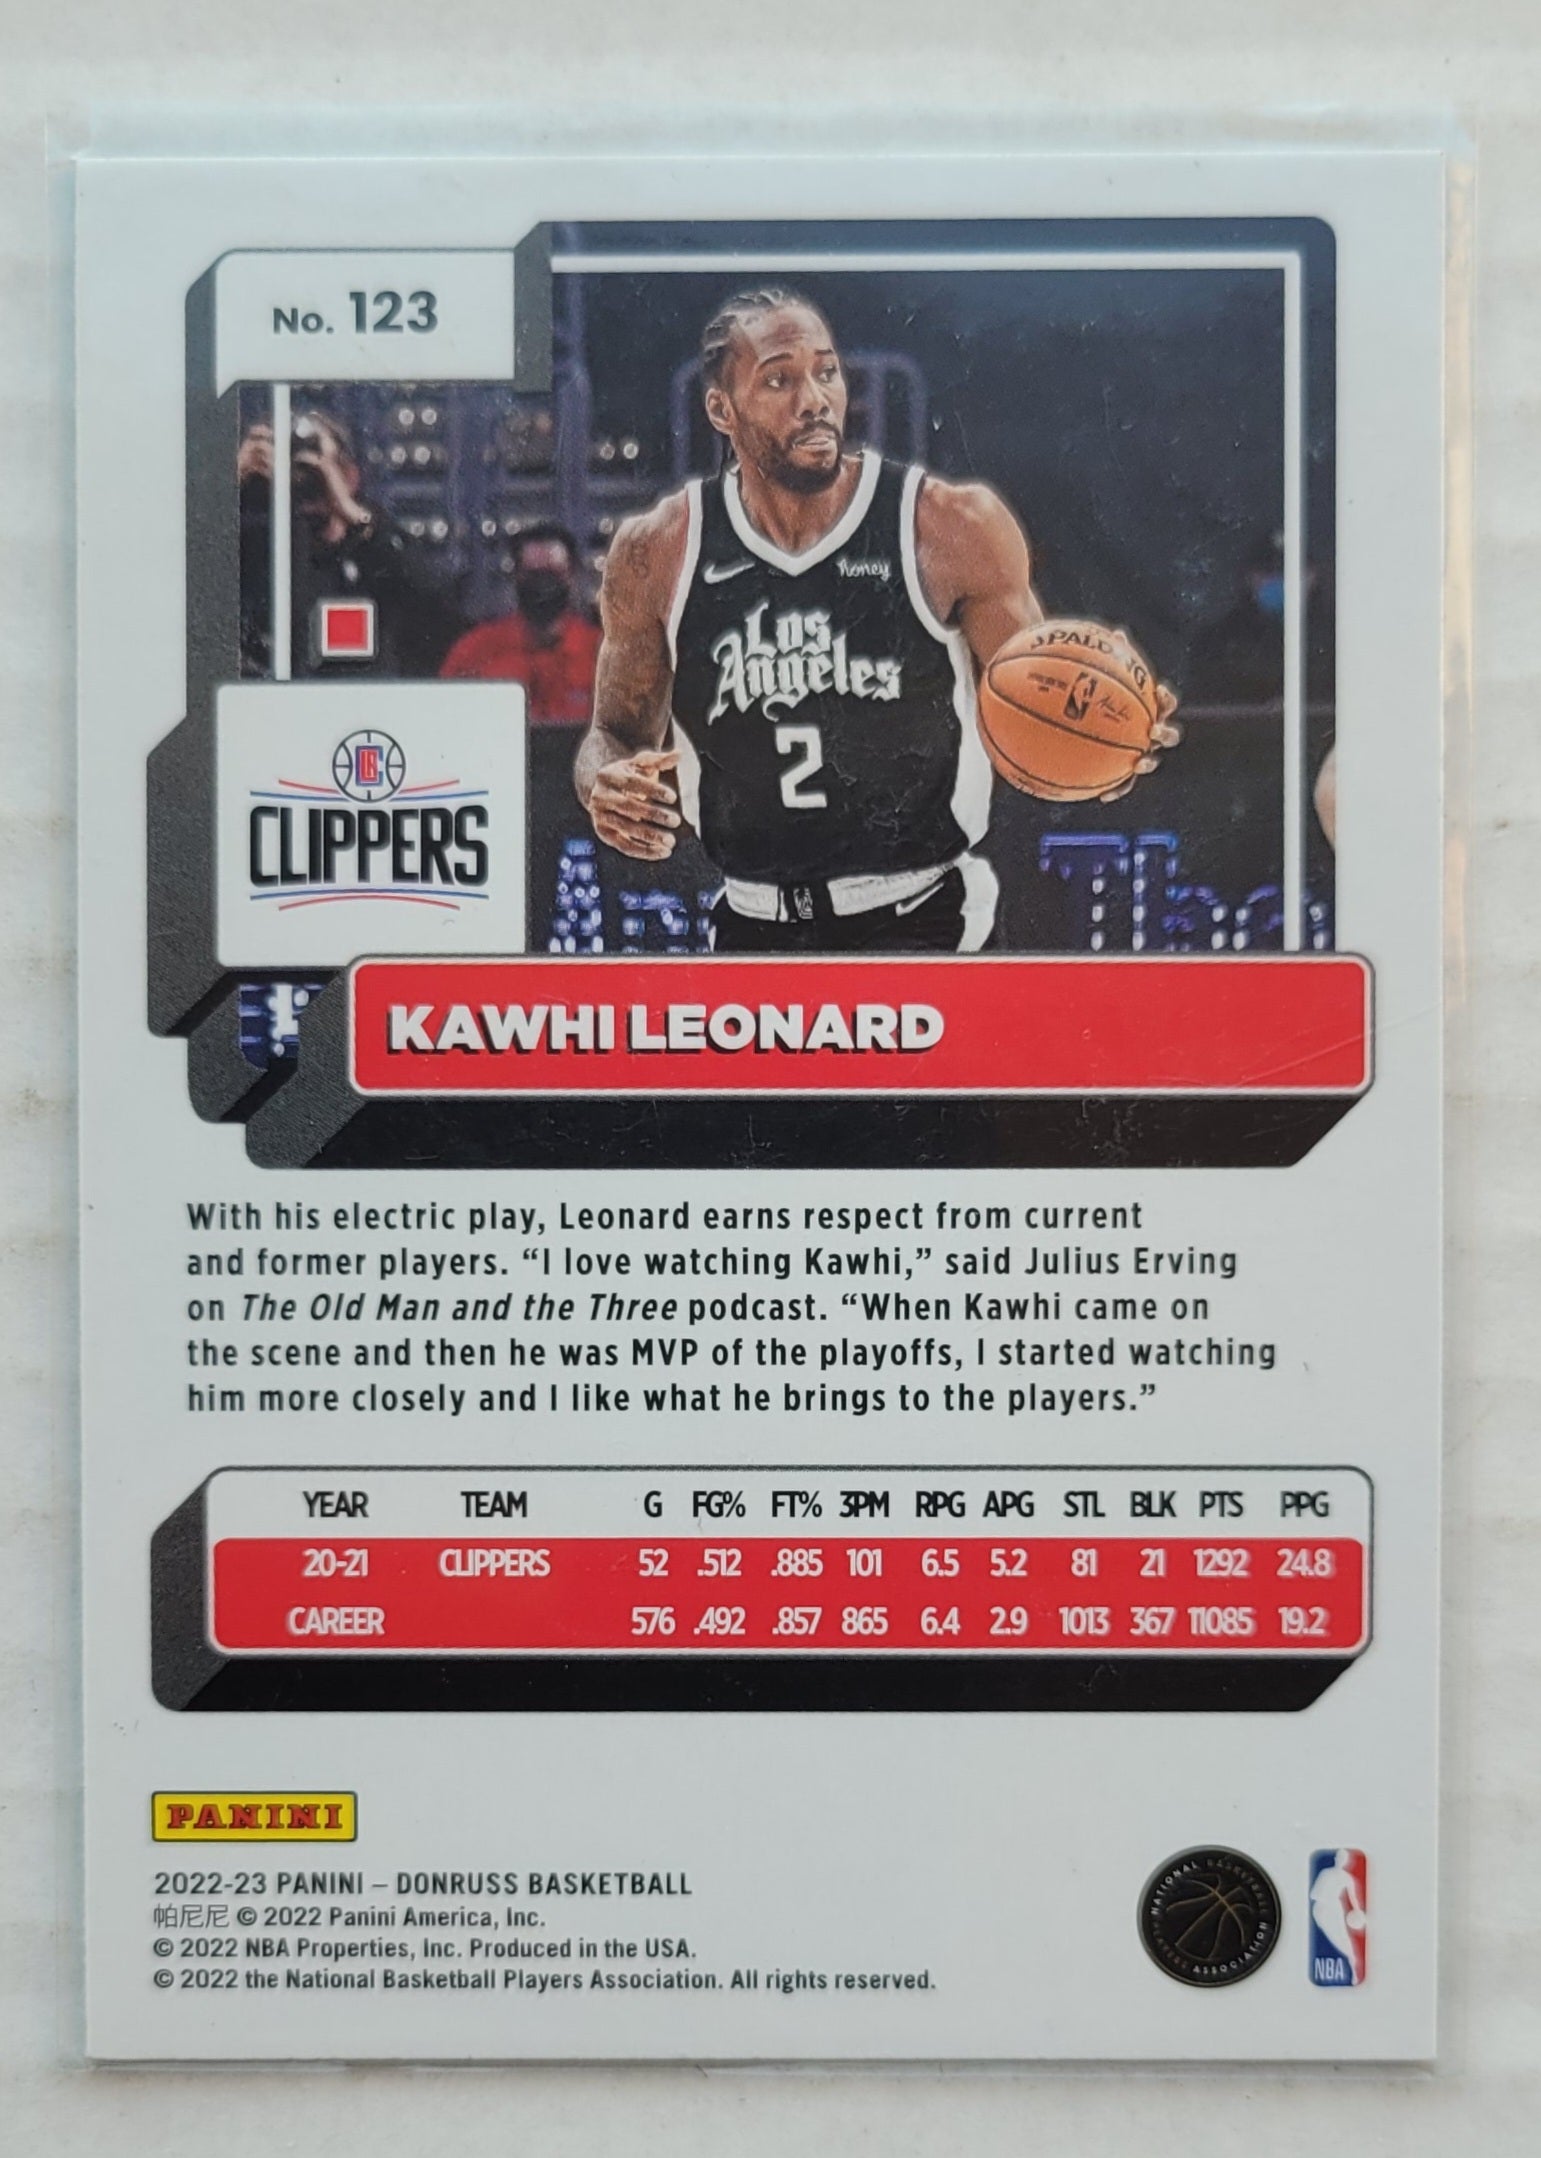 No. 123
Honey
Los
Angeles
2
SPALDING
LAC
CLIPPERS
KAWHI LEONARD
With his electric play, Leonard earns respect from current
and former players. “I love watching Kawhi,” said Julius Erving
on The Old Man and the Three podcast. “When Kawhi came on
the scene and then he was MVP of the playoffs, I started watching
him more closely and I like what he brings to the players.”
YEAR TEAM G FG% FT% 3PM RPG APG STL BLK PTS PPG
20-21 CLIPPERS 52 .512 .885 101 6.5 5.2 81 21 1292 24.8
CAREER 576 .492 .857 865 6.4 2.9 1013 367 11085 19.2
PANINI
2022-23 PANINI – DONRUSS BASKETBALL
帕尼尼 © 2022 Panini America, Inc.
© 2022 NBA Properties, Inc. Produced in the USA.
© 2022 the National Basketball Players Association. All rights reserved.
NATIONAL BASKETBALL
PLAYERS ASSOCIATION
NBA